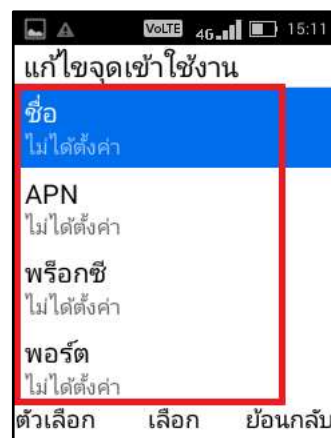 VoLTE 4G 15:11
แก้ไขจุดเข้าใช้งาน
ชื่อ
ไม่ได้ตั้งค่า
APN
ไม่ได้ตั้งค่า
พร็อกซี
ไม่ได้ตั้งค่า
พอร์ต
ไม่ได้ตั้งค่า
ตัวเลือก เลือก ย้อนกลับ